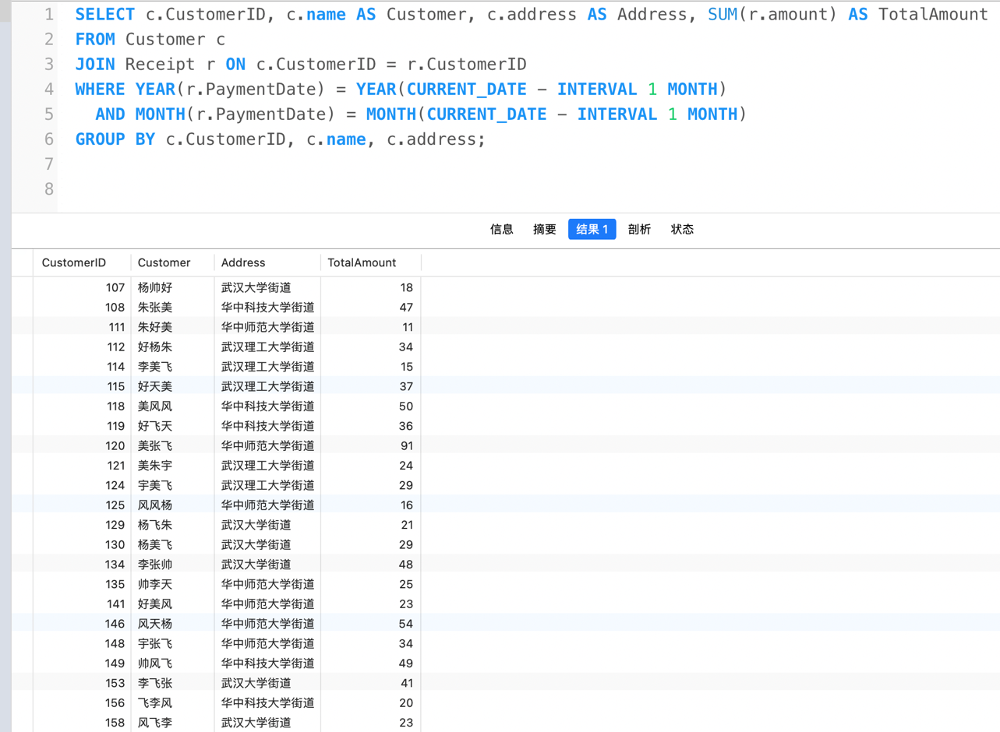 1 SELECT c.CustomerID, c.name AS Customer, c.address AS Address, SUM(r.amount) AS TotalAmount
2 FROM Customer c
3 JOIN Receipt r ON c.CustomerID = r.CustomerID
4 WHERE YEAR(r.PaymentDate) = YEAR(CURRENT_DATE - INTERVAL 1 MONTH)
5 AND MONTH(r.PaymentDate) = MONTH(CURRENT_DATE - INTERVAL 1 MONTH)
6 GROUP BY c.CustomerID, c.name, c.address;
7
8
信息 摘要 结果 1 剖析 状态
CustomerID Customer Address TotalAmount
107 杨帅好 武汉大学街道 18
108 朱张美 华中科技大学街道 47
111 朱好美 华中师范大学街道 11
112 好杨朱 武汉理工大学街道 34
114 李美飞 武汉理工大学街道 15
115 好天美 武汉理工大学街道 37
118 美风风 华中科技大学街道 50
119 好飞天 华中科技大学街道 36
120 美张飞 华中师范大学街道 91
121 美朱宇 武汉理工大学街道 24
124 宇美飞 武汉理工大学街道 29
125 风风杨 华中师范大学街道 16
129 杨飞朱 武汉大学街道 21
130 杨美飞 武汉大学街道 29
134 李张帅 武汉大学街道 48
135 帅李天 华中师范大学街道 25
141 好美风 华中师范大学街道 23
146 风天杨 华中师范大学街道 54
148 宇张飞 华中师范大学街道 34
149 帅风飞 华中科技大学街道 49
153 李飞张 武汉大学街道 41
156 飞李风 华中科技大学街道 20
158 风飞李 武汉大学街道 23